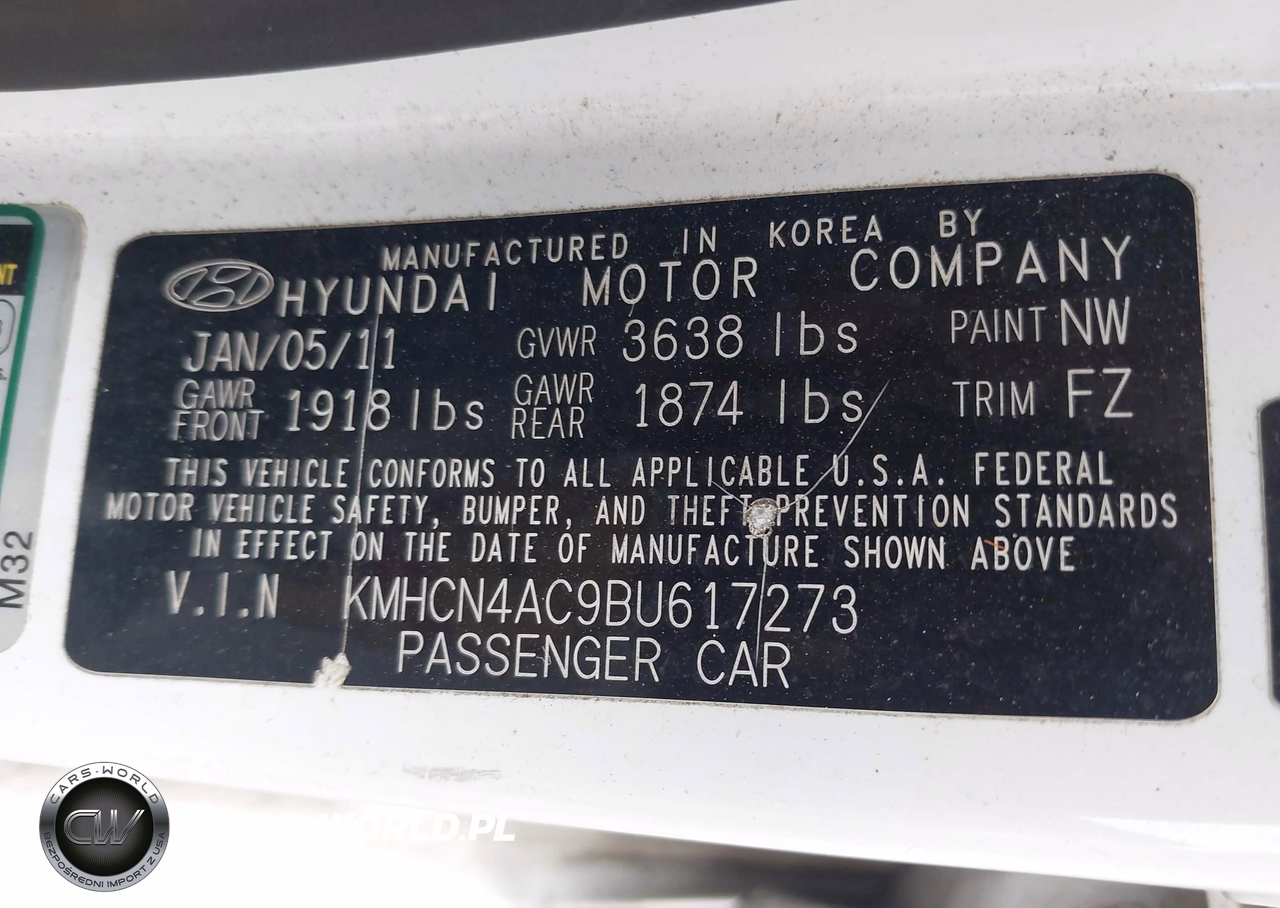 MANUFACTURED IN KOREA BY
HYUNDAI MOTOR COMPANY
JAN/05/11 GVWR 3638 lbs PAINT NW
GAWR FRONT 1918 lbs GAWR REAR 1874 lbs TRIM FZ
THIS VEHICLE CONFORMS TO ALL APPLICABLE U.S.A. FEDERAL
MOTOR VEHICLE SAFETY, BUMPER, AND THEFT PREVENTION STANDARDS
IN EFFECT ON THE DATE OF MANUFACTURE SHOWN ABOVE
V.I.N KMHCN4AC9BU617273
PASSENGER CAR
M32
CARS-WORLD
CW
BEZPOŚREDNI IMPORT Z USA
WORLD.PL